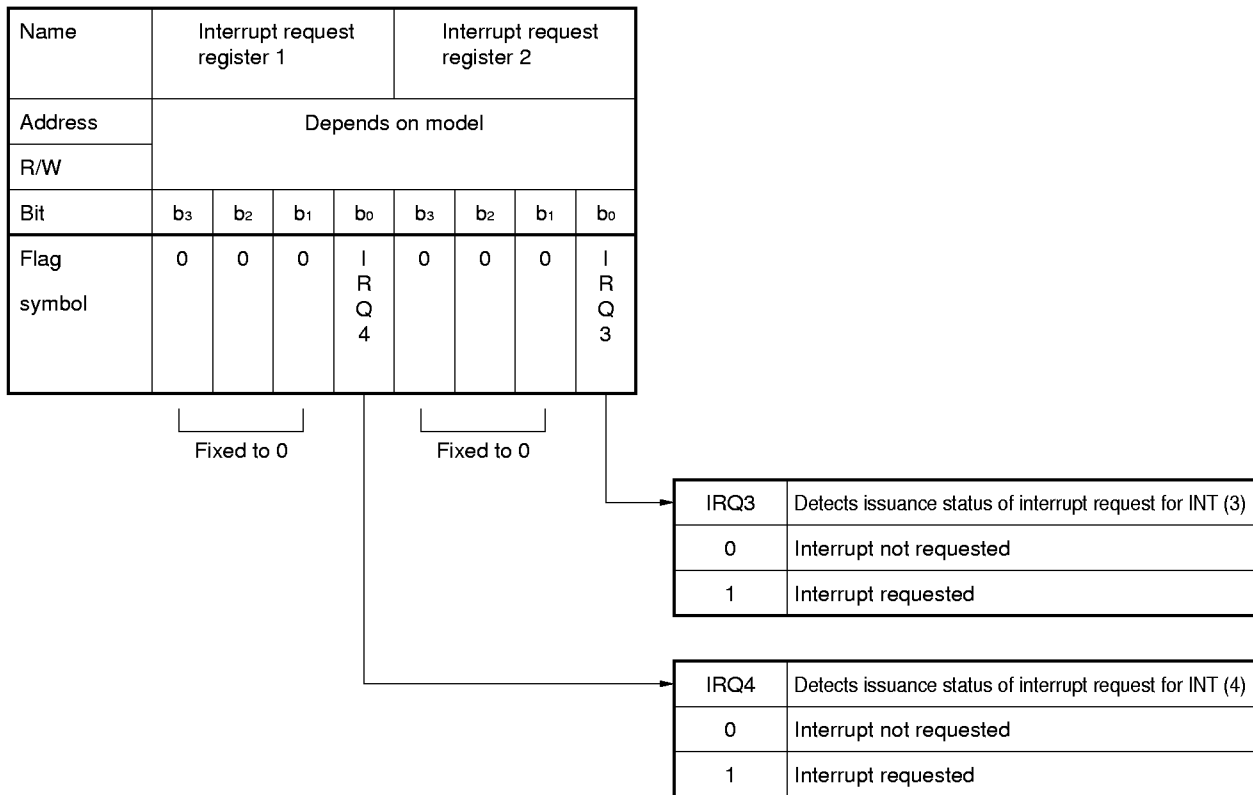 Name Interrupt request register 1 Interrupt request register 2
Address Depends on model
R/W
Bit b3 b2 b1 b0 b3 b2 b1 b0
Flag symbol 0 0 0 IRQ4 0 0 0 IRQ3
Fixed to 0 Fixed to 0
IRQ3 Detects issuance status of interrupt request for INT (3)
0 Interrupt not requested
1 Interrupt requested
IRQ4 Detects issuance status of interrupt request for INT (4)
0 Interrupt not requested
1 Interrupt requested